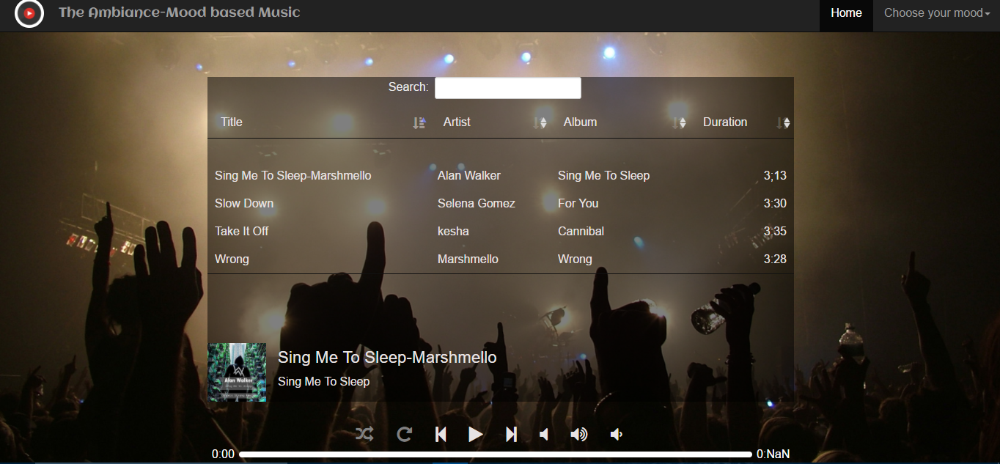 The Ambiance-Mood based Music
Home Choose your mood
Search:
Title Artist Album Duration
Sing Me To Sleep-Marshmello Alan Walker Sing Me To Sleep 3;13
Slow Down Selena Gomez For You 3:30
Take It Off kesha Cannibal 3:35
Wrong Marshmello Wrong 3:28
Alan Walker
Sing Me To Sleep-Marshmello
Sing Me To Sleep
0:00 0:NaN